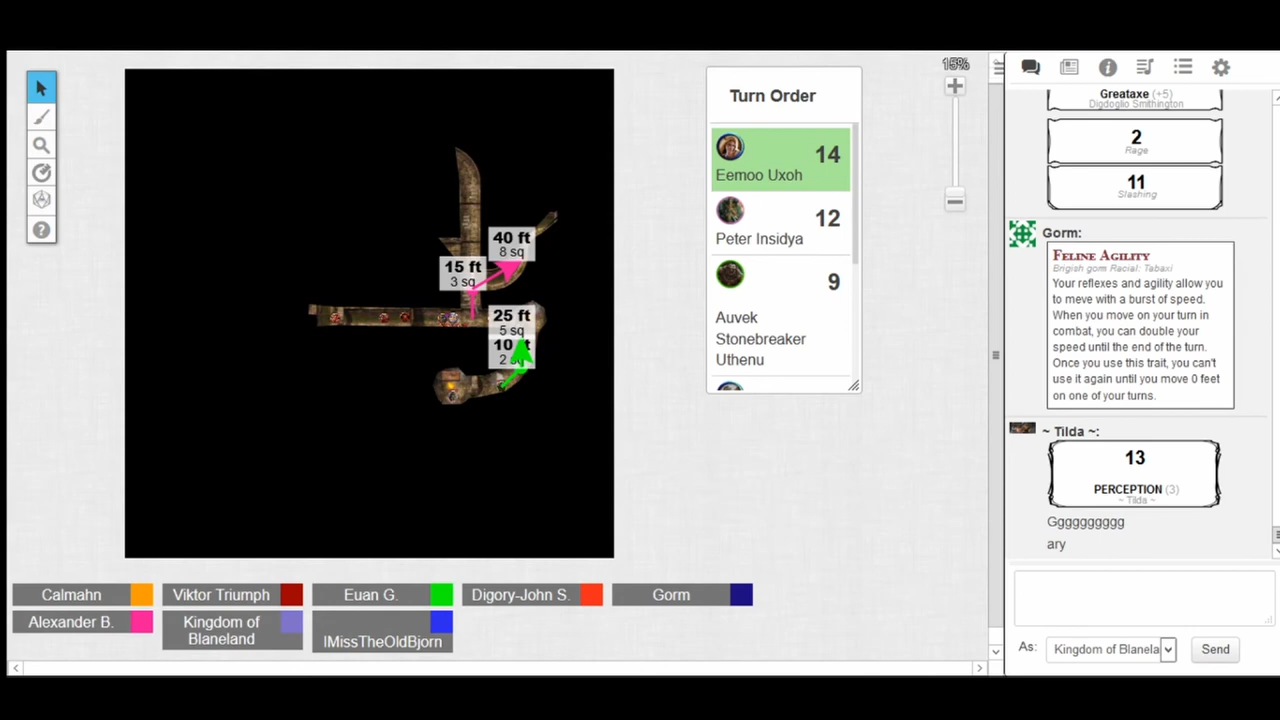 15%
Turn Order
14
Eemoo Uxoh
12
Peter Insidya
9
Auvek
Stonebreaker
Uthenu
40 ft
8 sq
15 ft
3 sq
25 ft
5 sq
10
2
Calmahn
Viktor Triumph
Euan G.
Digory-John S.
Gorm
Alexander B.
Kingdom of
Blaneland
IMissTheOldBjorn
Greataxe (+5)
Digdoglio Smithington
2
Rage
11
Slashing
Gorm:
FELINE AGILITY
Brigish gorm Racial: Tabaxi
Your reflexes and agility allow you
to meve with a burst of speed.
When you move on your turn in
combat, you can double your
speed until the end of the turn.
Once you use this trait, you can't
use it again until you move 0 feet
on one of your turns.
~ Tilda ~:
13
PERCEPTION (3)
~ Tilda ~
Gggggggggg
ary
As:
Kingdom of Blanela
Send